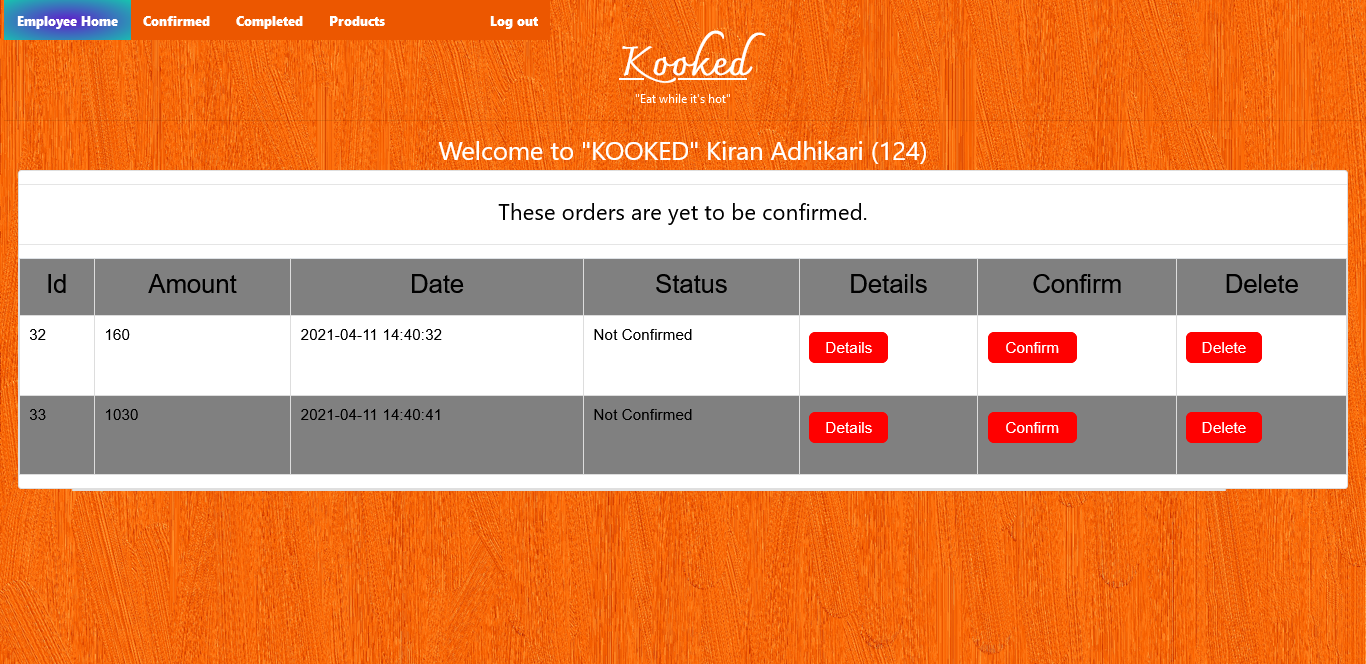 Employee Home Confirmed Completed Products Log out
Kooked
"Eat while it's hot"
Welcome to "KOOKED" Kiran Adhikari (124)
These orders are yet to be confirmed.
Id Amount Date Status Details Confirm Delete
32 160 2021-04-11 14:40:32 Not Confirmed Details Confirm Delete
33 1030 2021-04-11 14:40:41 Not Confirmed Details Confirm Delete